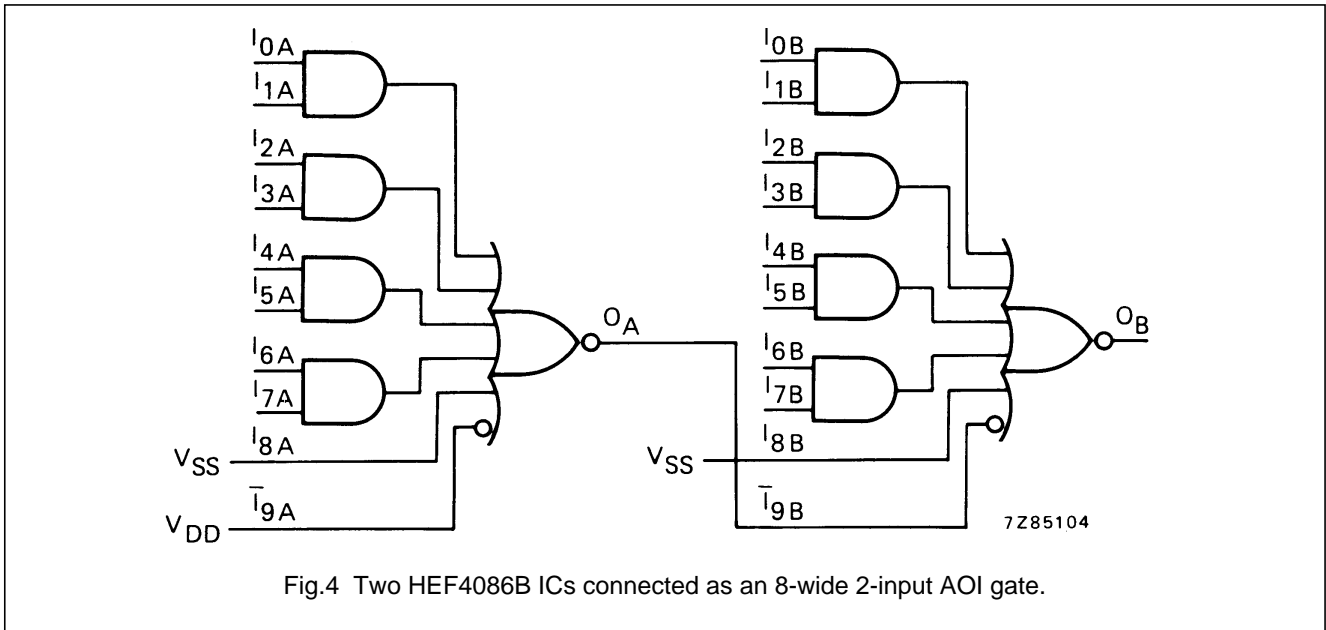 I0A
I1A
I2A
I3A
I4A
I5A
I6A
I7A
I8A
VSS
Ī9A
VDD
OA
I0B
I1B
I2B
I3B
I4B
I5B
I6B
I7B
I8B
VSS
Ī9B
OB
7Z85104
Fig.4 Two HEF4086B ICs connected as an 8-wide 2-input AOI gate.